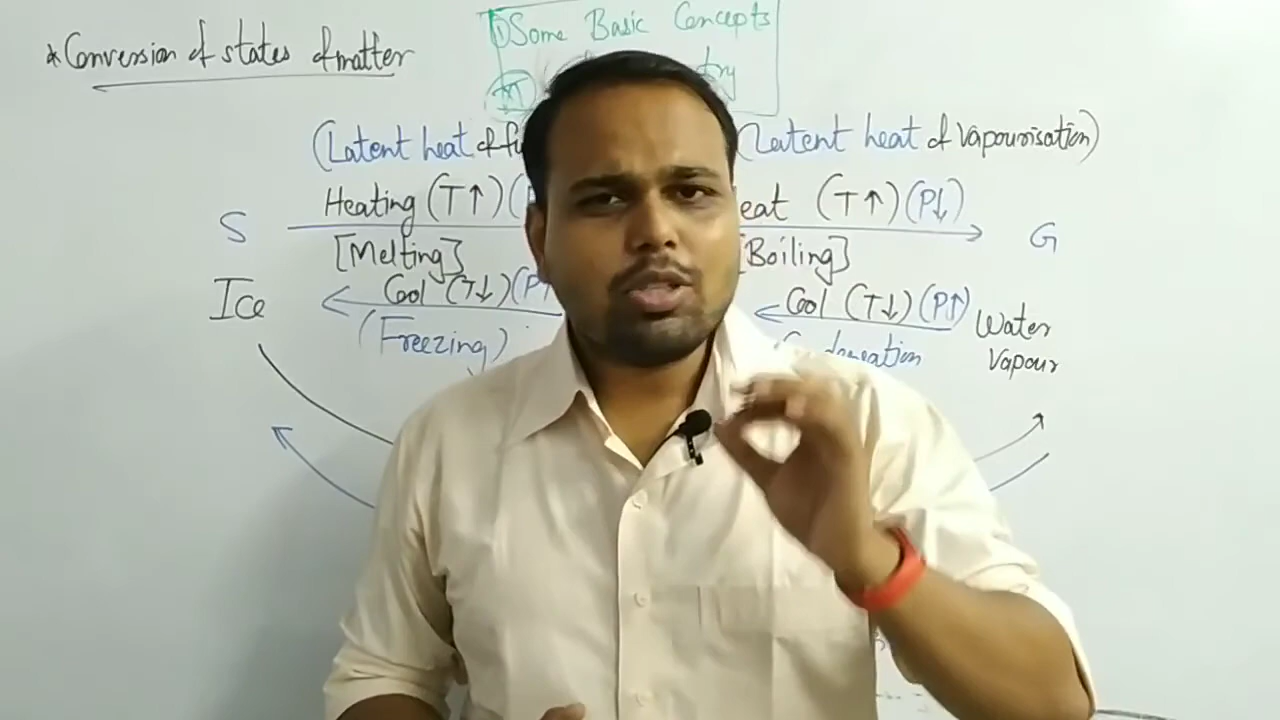 *Conversion of states of matter
① Some Basic Concepts
(Latent heat of
(Latent heat of Vapourisation)
Heating (T↑)
(T↑)(P↓)
S
G
[Melting]
[Boiling]
Cool (T↓)
Cool (T↓)(P↑)
Ice
Water
Vapour
(Freezing)